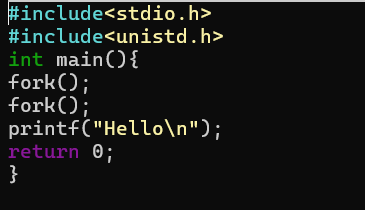 #include<stdio.h>
#include<unistd.h>
int main(){
fork();
fork();
printf("Hello\n");
return 0;
}